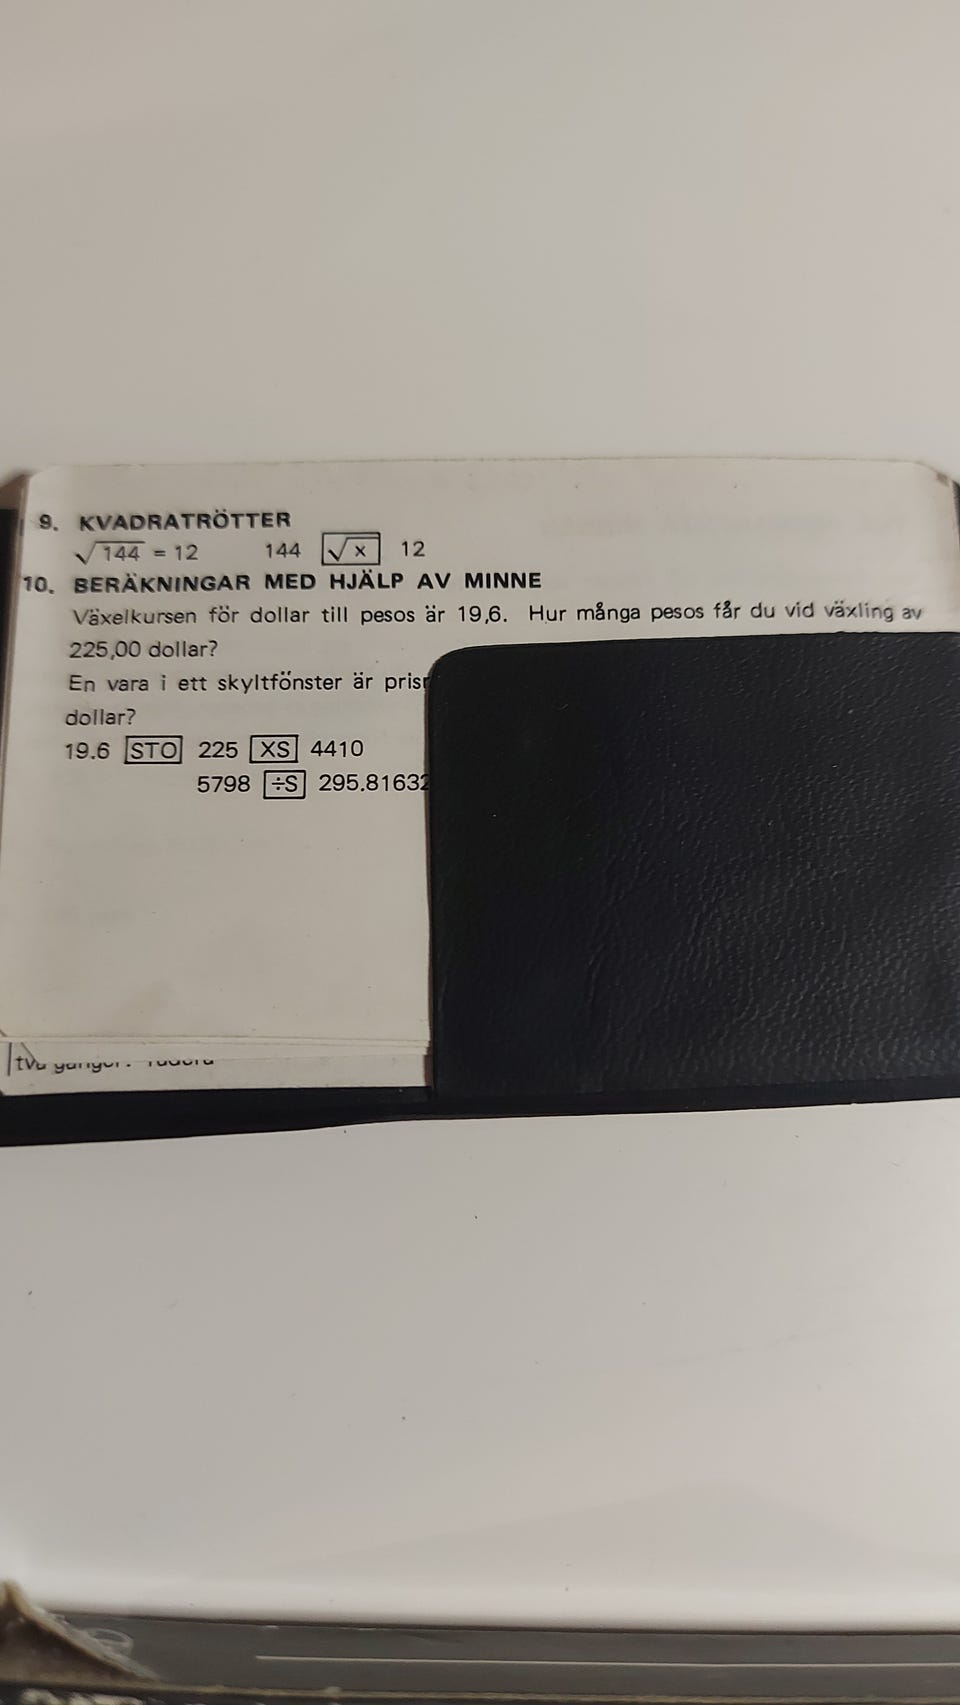 9. KVADRATRÖTTER
√144 = 12 144 √x 12
10. BERÄKNINGAR MED HJÄLP AV MINNE
Växelkursen för dollar till pesos är 19,6. Hur många pesos får du vid växling av
225,00 dollar?
En vara i ett skyltfönster är
dollar?
19.6 STO 225 XS 4410
5798 ÷S 295.81632
två